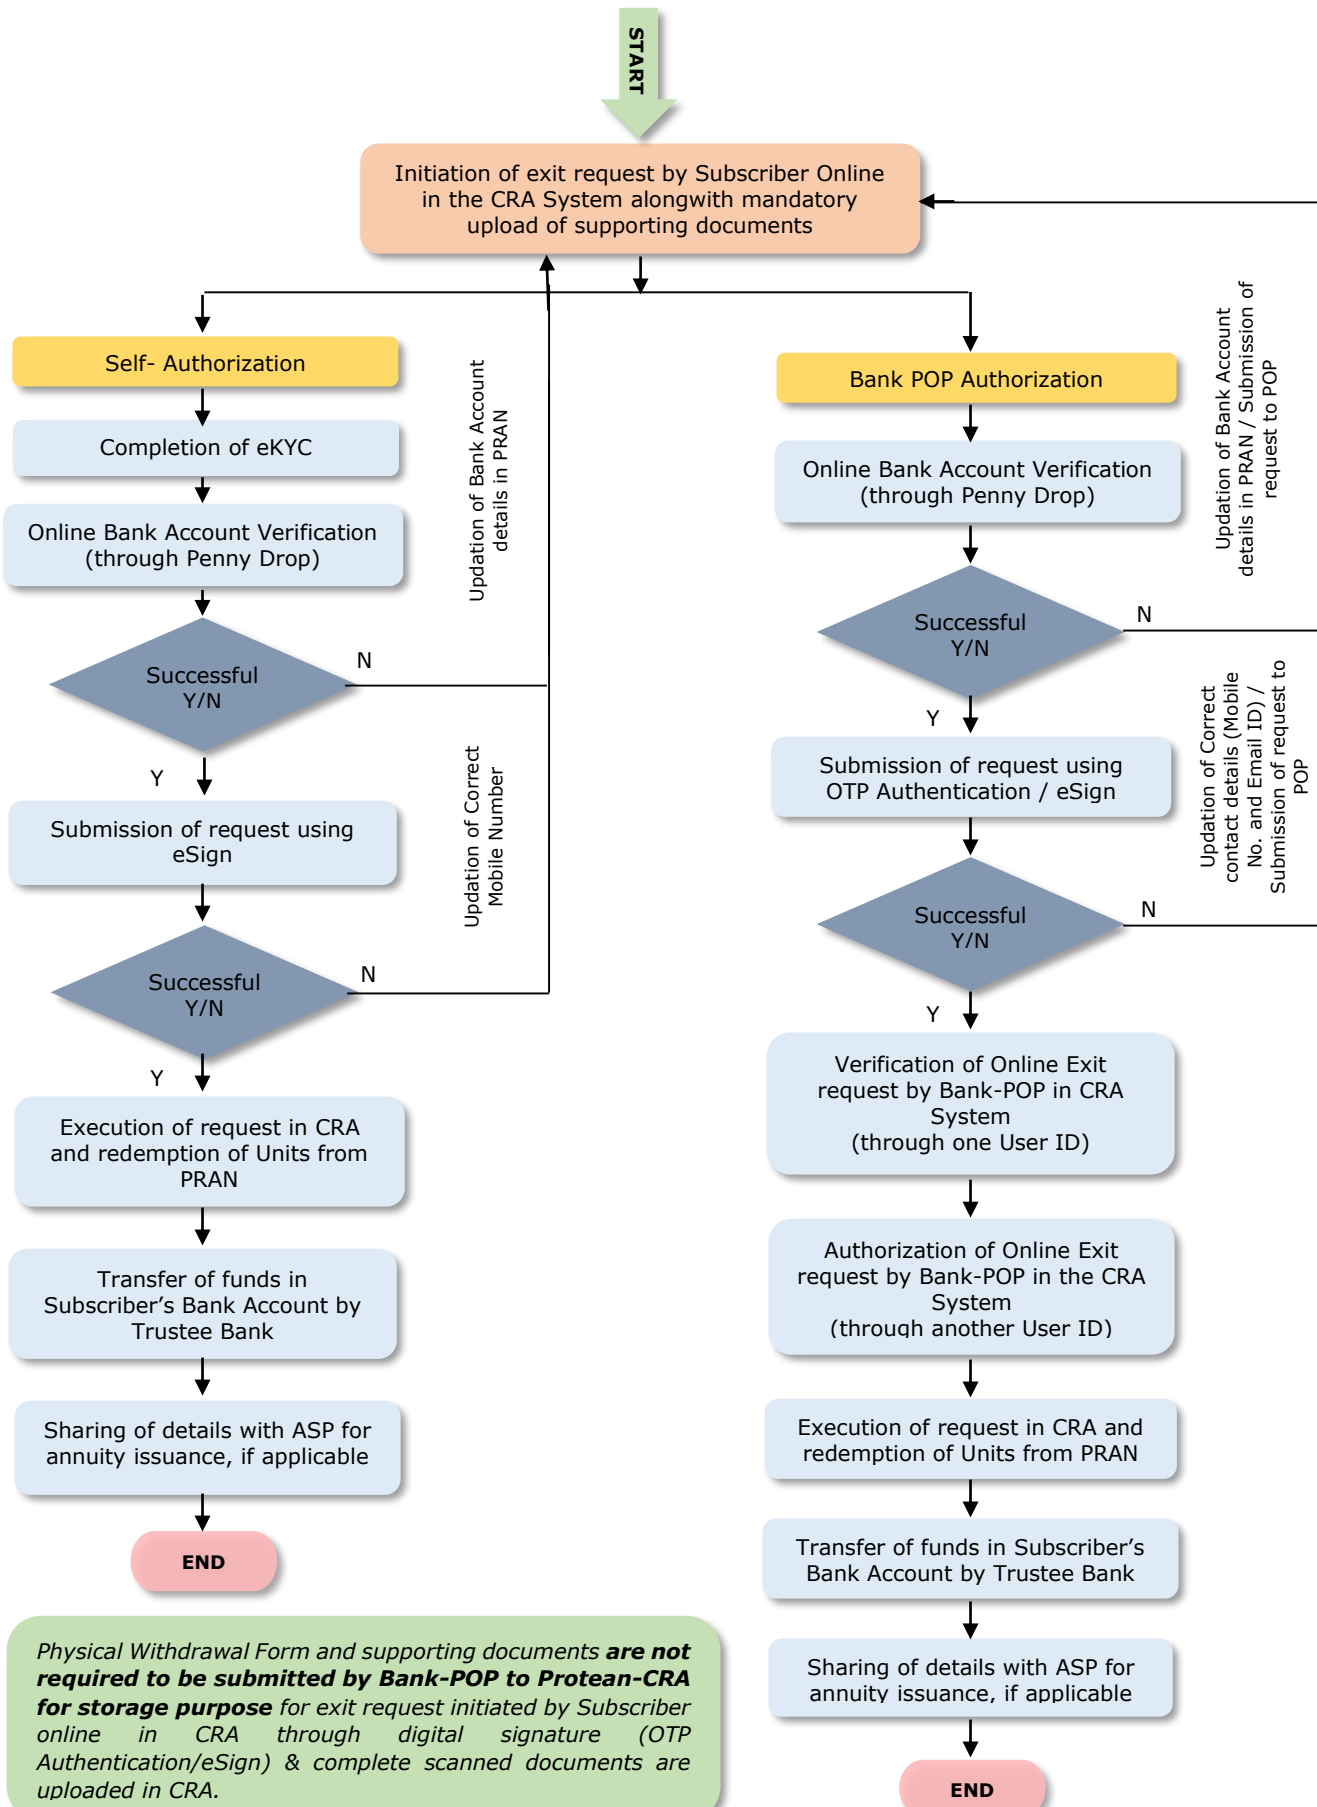 START
Initiation of exit request by Subscriber Online
in the CRA System alongwith mandatory
upload of supporting documents
Self- Authorization
Completion of eKYC
Online Bank Account Verification
(through Penny Drop)
Successful
Y/N
N
Updation of Bank Account
details in PRAN
Y
Submission of request using
eSign
Successful
Y/N
N
Updation of Correct
Mobile Number
Y
Execution of request in CRA
and redemption of Units from
PRAN
Transfer of funds in
Subscriber’s Bank Account by
Trustee Bank
Sharing of details with ASP for
annuity issuance, if applicable
END
Bank POP Authorization
Online Bank Account Verification
(through Penny Drop)
Successful
Y/N
N
Updation of Bank Account
details in PRAN / Submission of
request to POP
Y
Submission of request using
OTP Authentication / eSign
Successful
Y/N
N
Updation of Correct
contact details (Mobile
No. and Email ID) /
Submission of request to
POP
Y
Verification of Online Exit
request by Bank-POP in CRA
System
(through one User ID)
Authorization of Online Exit
request by Bank-POP in the CRA
System
(through another User ID)
Execution of request in CRA and
redemption of Units from PRAN
Transfer of funds in Subscriber’s
Bank Account by Trustee Bank
Sharing of details with ASP for
annuity issuance, if applicable
END
Physical Withdrawal Form and supporting documents are not
required to be submitted by Bank-POP to Protean-CRA
for storage purpose for exit request initiated by Subscriber
online in CRA through digital signature (OTP
Authentication/eSign) & complete scanned documents are
uploaded in CRA.